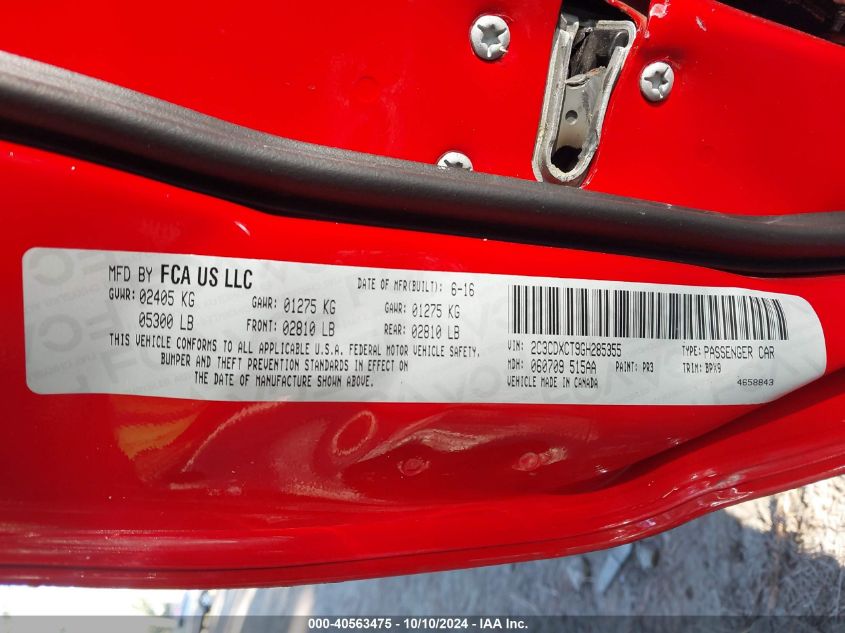 MFD BY FCA US LLC
GVWR: 02405 KG
05300 LB
GAWR: 01275 KG
FRONT: 02810 LB
DATE OF MFR(BUILT): 6-16
GAWR: 01275 KG
REAR: 02810 LB
THIS VEHICLE CONFORMS TO ALL APPLICABLE U.S.A. FEDERAL MOTOR VEHICLE SAFETY,
BUMPER AND THEFT PREVENTION STANDARDS IN EFFECT ON
THE DATE OF MANUFACTURE SHOWN ABOVE.
VIN: 2C3CDXCT9GH285355 TYPE: PASSENGER CAR
MDH: 060709 515AA PAINT: PR3 TRIM: BPX9
VEHICLE MADE IN CANADA 4658843
000-40563475 - 10/10/2024 - IAA Inc.